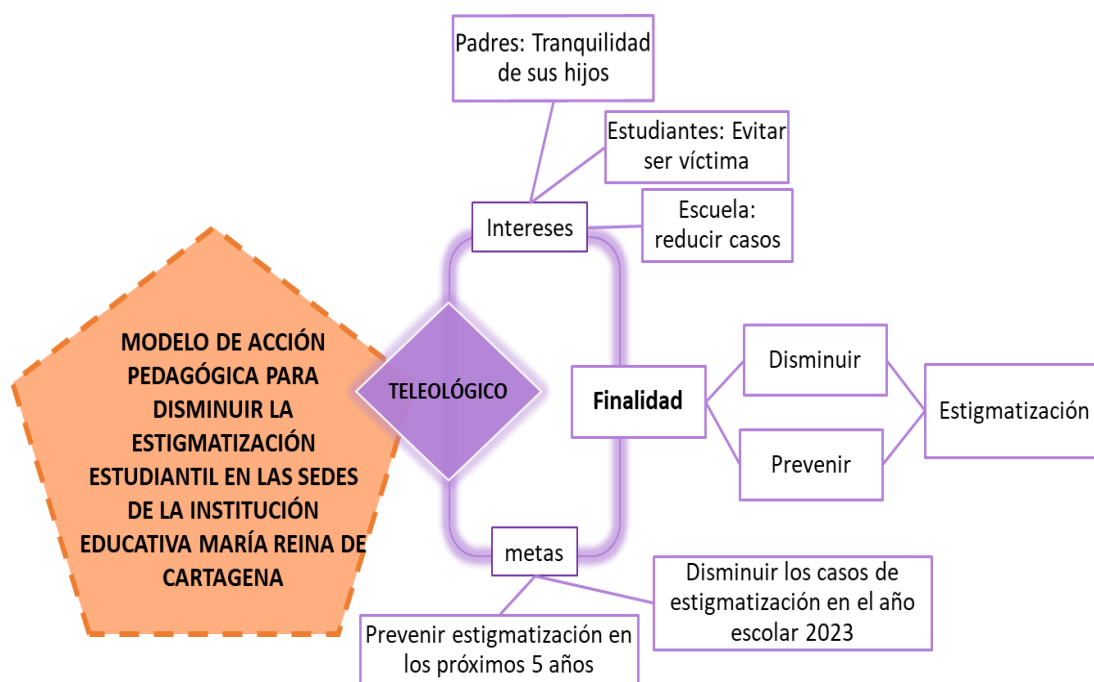 Padres: Tranquilidad
de sus hijos
Estudiantes: Evitar
ser víctima
Escuela:
reducir casos
Intereses
MODELO DE ACCIÓN
PEDAGÓGICA PARA
DISMINUIR LA
ESTIGMATIZACIÓN
ESTUDIANTIL EN LAS SEDES
DE LA INSTITUCIÓN
EDUCATIVA MARÍA REINA DE
CARTAGENA
TELEOLÓGICO
Finalidad
Disminuir
Prevenir
Estigmatización
metas
Disminuir los casos de
estigmatización en el año
escolar 2023
Prevenir estigmatización en
los próximos 5 años